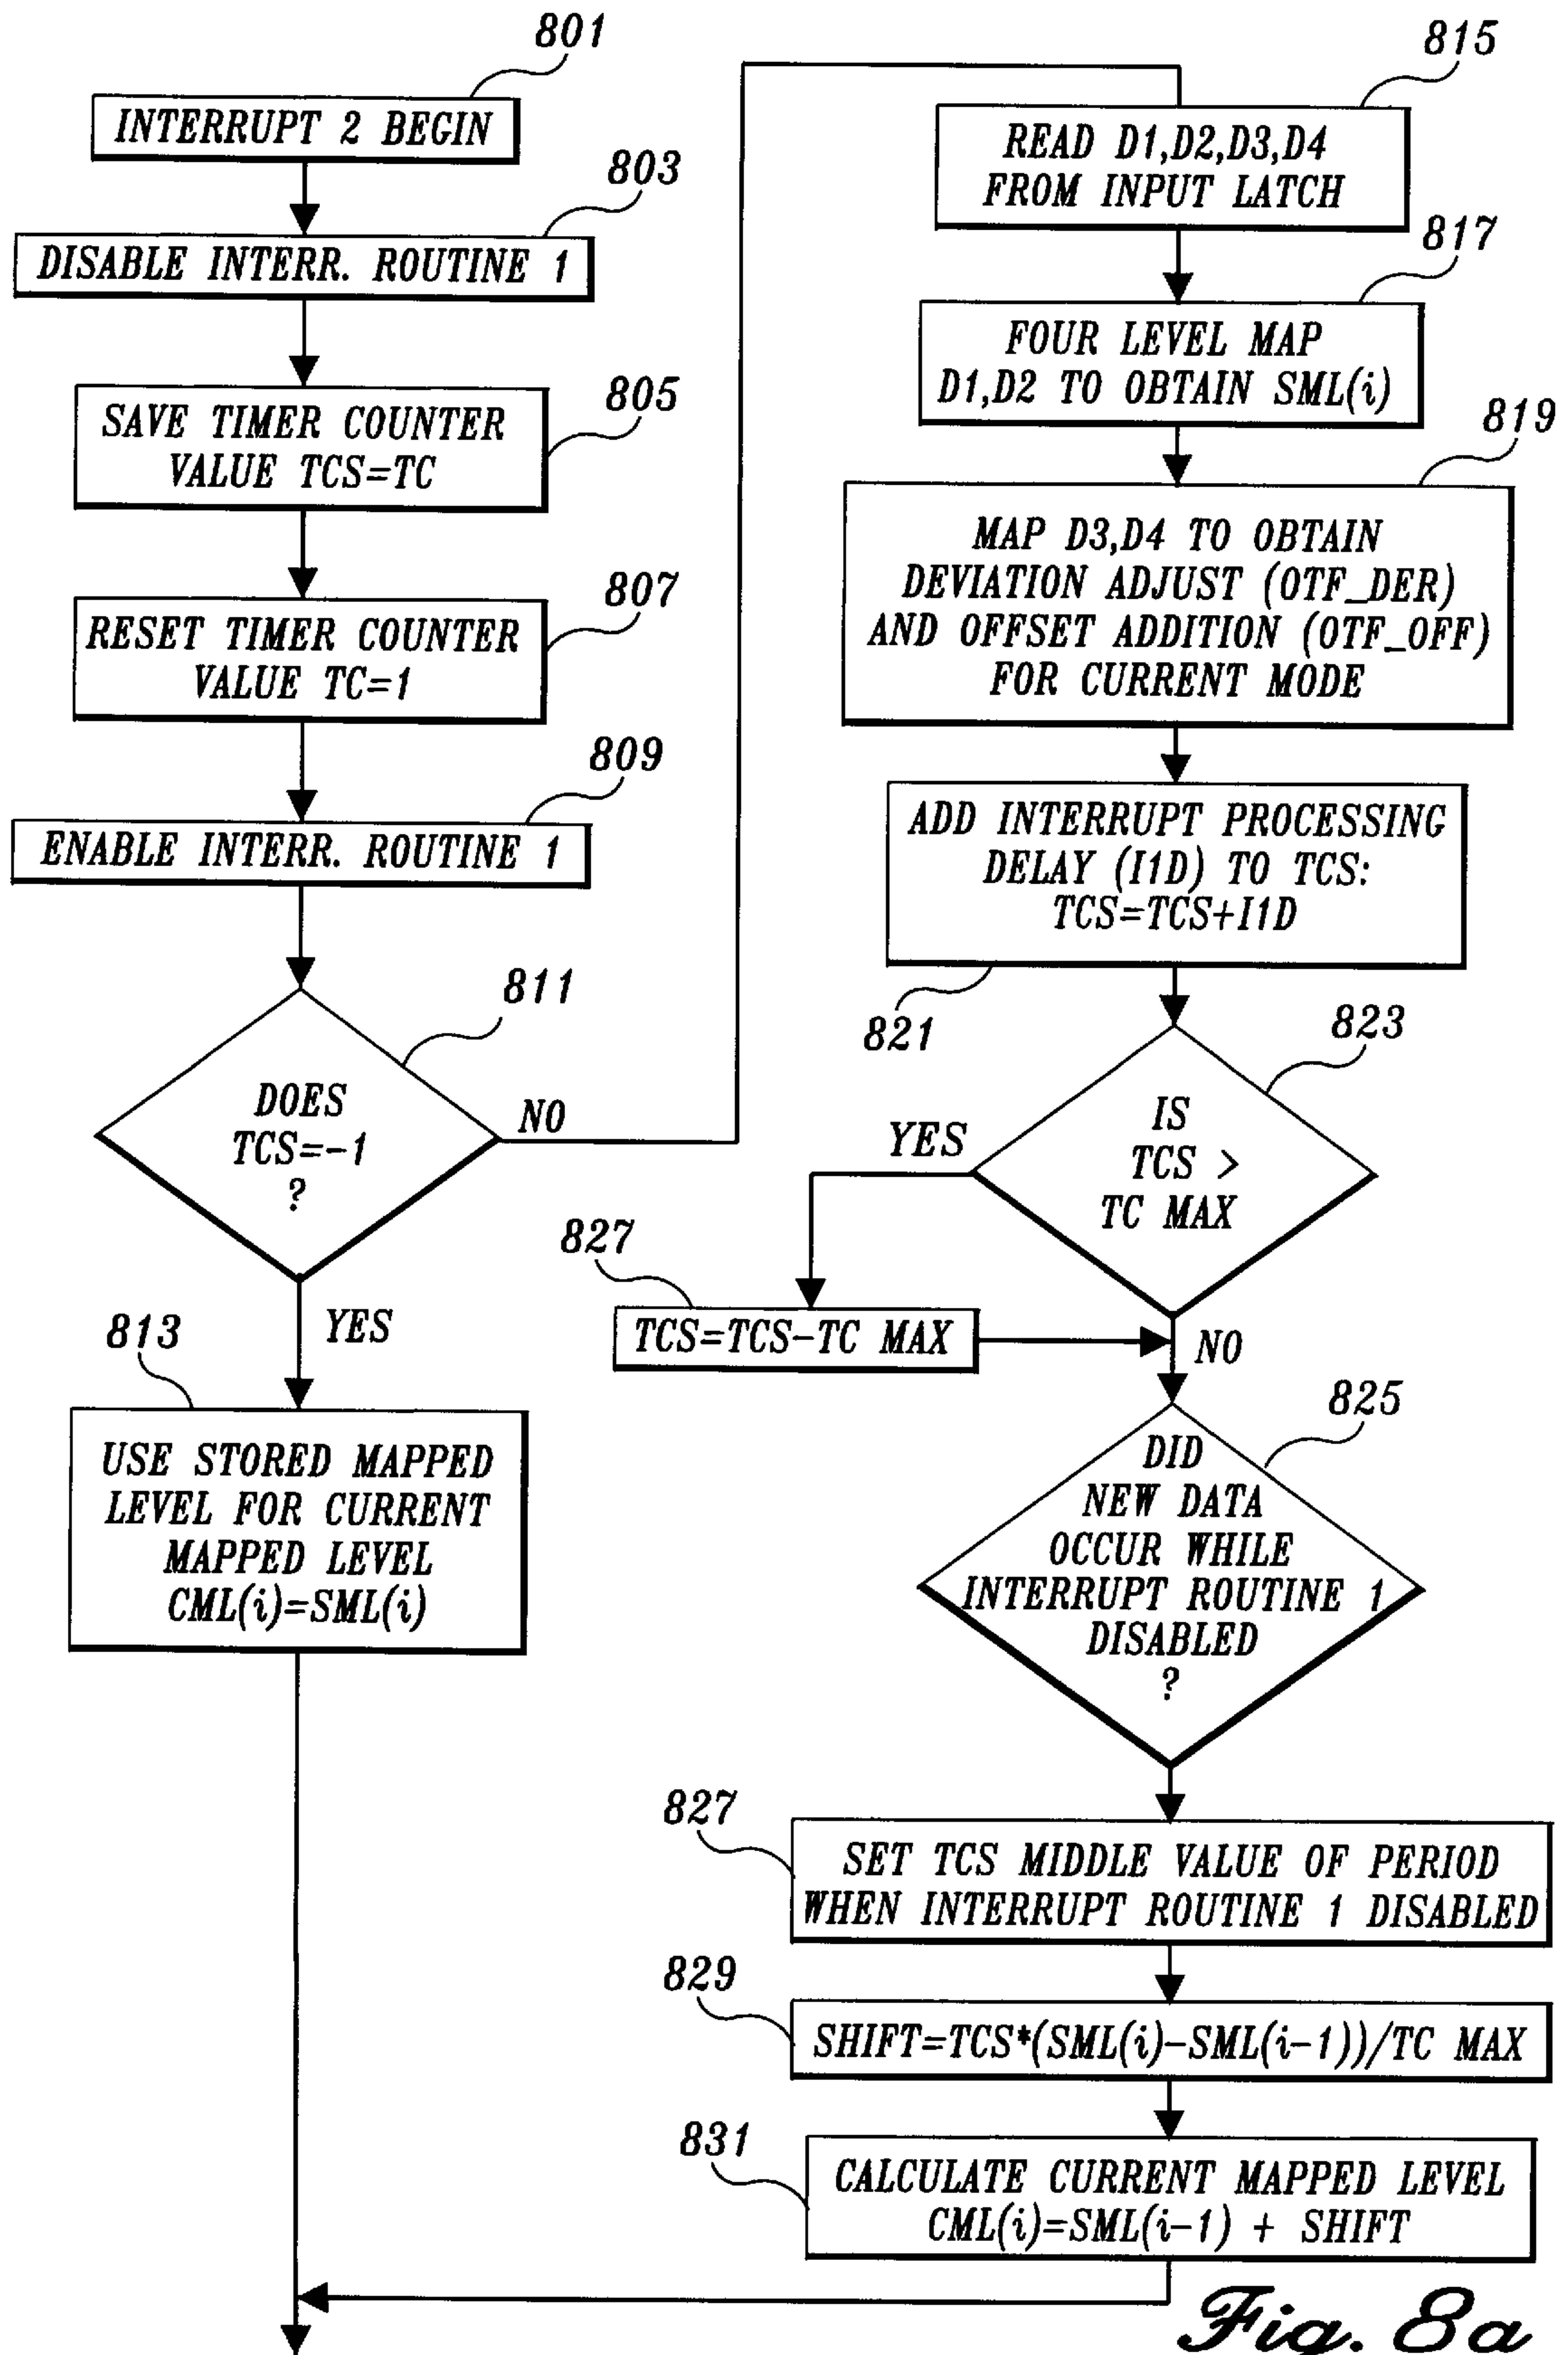 801
INTERRUPT 2 BEGIN
803
DISABLE INTERR. ROUTINE 1
805
SAVE TIMER COUNTER
VALUE TCS=TC
807
RESET TIMER COUNTER
VALUE TC=1
809
ENABLE INTERR. ROUTINE 1
811
DOES
TCS=-1
?
NO
YES
813
USE STORED MAPPED
LEVEL FOR CURRENT
MAPPED LEVEL
CML(i)=SML(i)
815
READ D1,D2,D3,D4
FROM INPUT LATCH
817
FOUR LEVEL MAP
D1,D2 TO OBTAIN SML(i)
819
MAP D3,D4 TO OBTAIN
DEVIATION ADJUST (OTF_DER)
AND OFFSET ADDITION (OTF_OFF)
FOR CURRENT MODE
ADD INTERRUPT PROCESSING
DELAY (I1D) TO TCS:
TCS=TCS+I1D
821
823
IS
TCS >
TC MAX
YES
827
TCS=TCS-TC MAX
NO
825
DID
NEW DATA
OCCUR WHILE
INTERRUPT ROUTINE 1
DISABLED
?
827
SET TCS MIDDLE VALUE OF PERIOD
WHEN INTERRUPT ROUTINE 1 DISABLED
829
SHIFT=TCS*(SML(i)-SML(i-1))/TC MAX
831
CALCULATE CURRENT MAPPED LEVEL
CML(i)=SML(i-1) + SHIFT
Fig. 8a